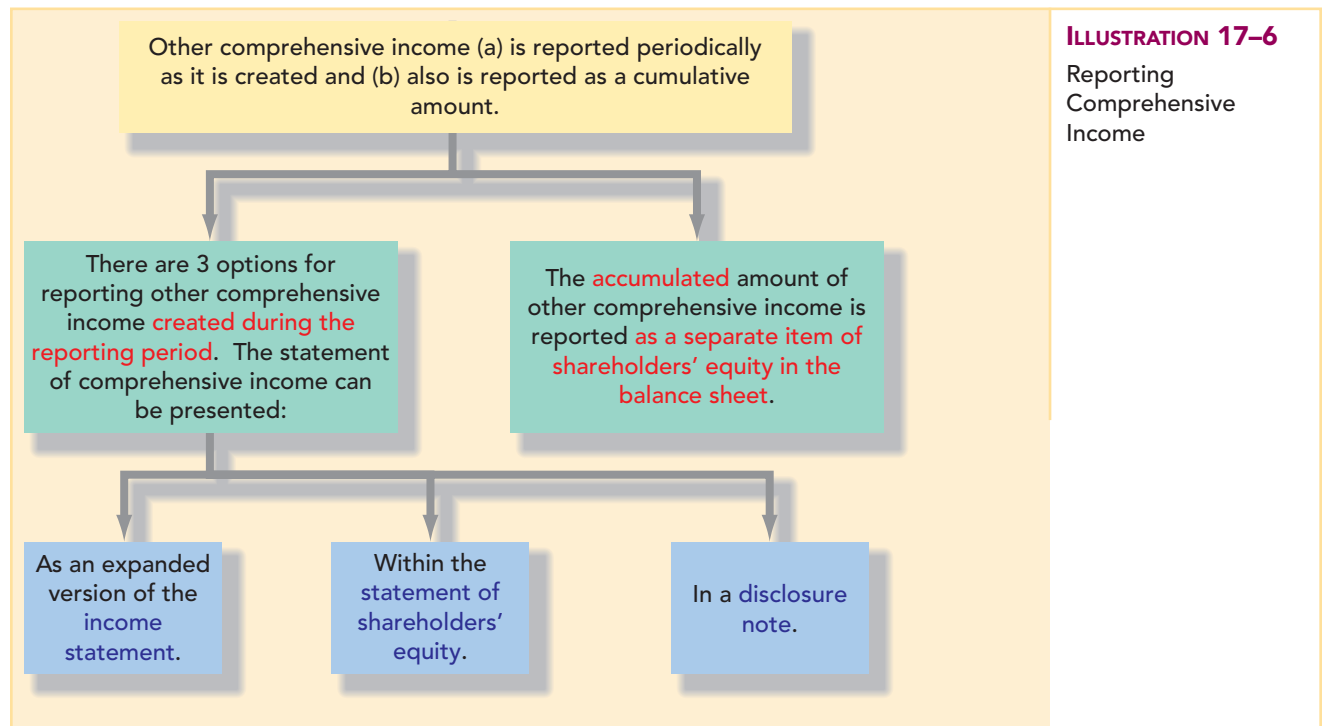 Other comprehensive income (a) is reported periodically
as it is created and (b) also is reported as a cumulative
amount.
ILLUSTRATION 17–6
Reporting
Comprehensive
Income
There are 3 options for
reporting other comprehensive
income created during the
reporting period. The statement
of comprehensive income can
be presented:
The accumulated amount of
other comprehensive income is
reported as a separate item of
shareholders' equity in the
balance sheet.
As an expanded
version of the
income
statement.
Within the
statement of
shareholders'
equity.
In a disclosure
note.